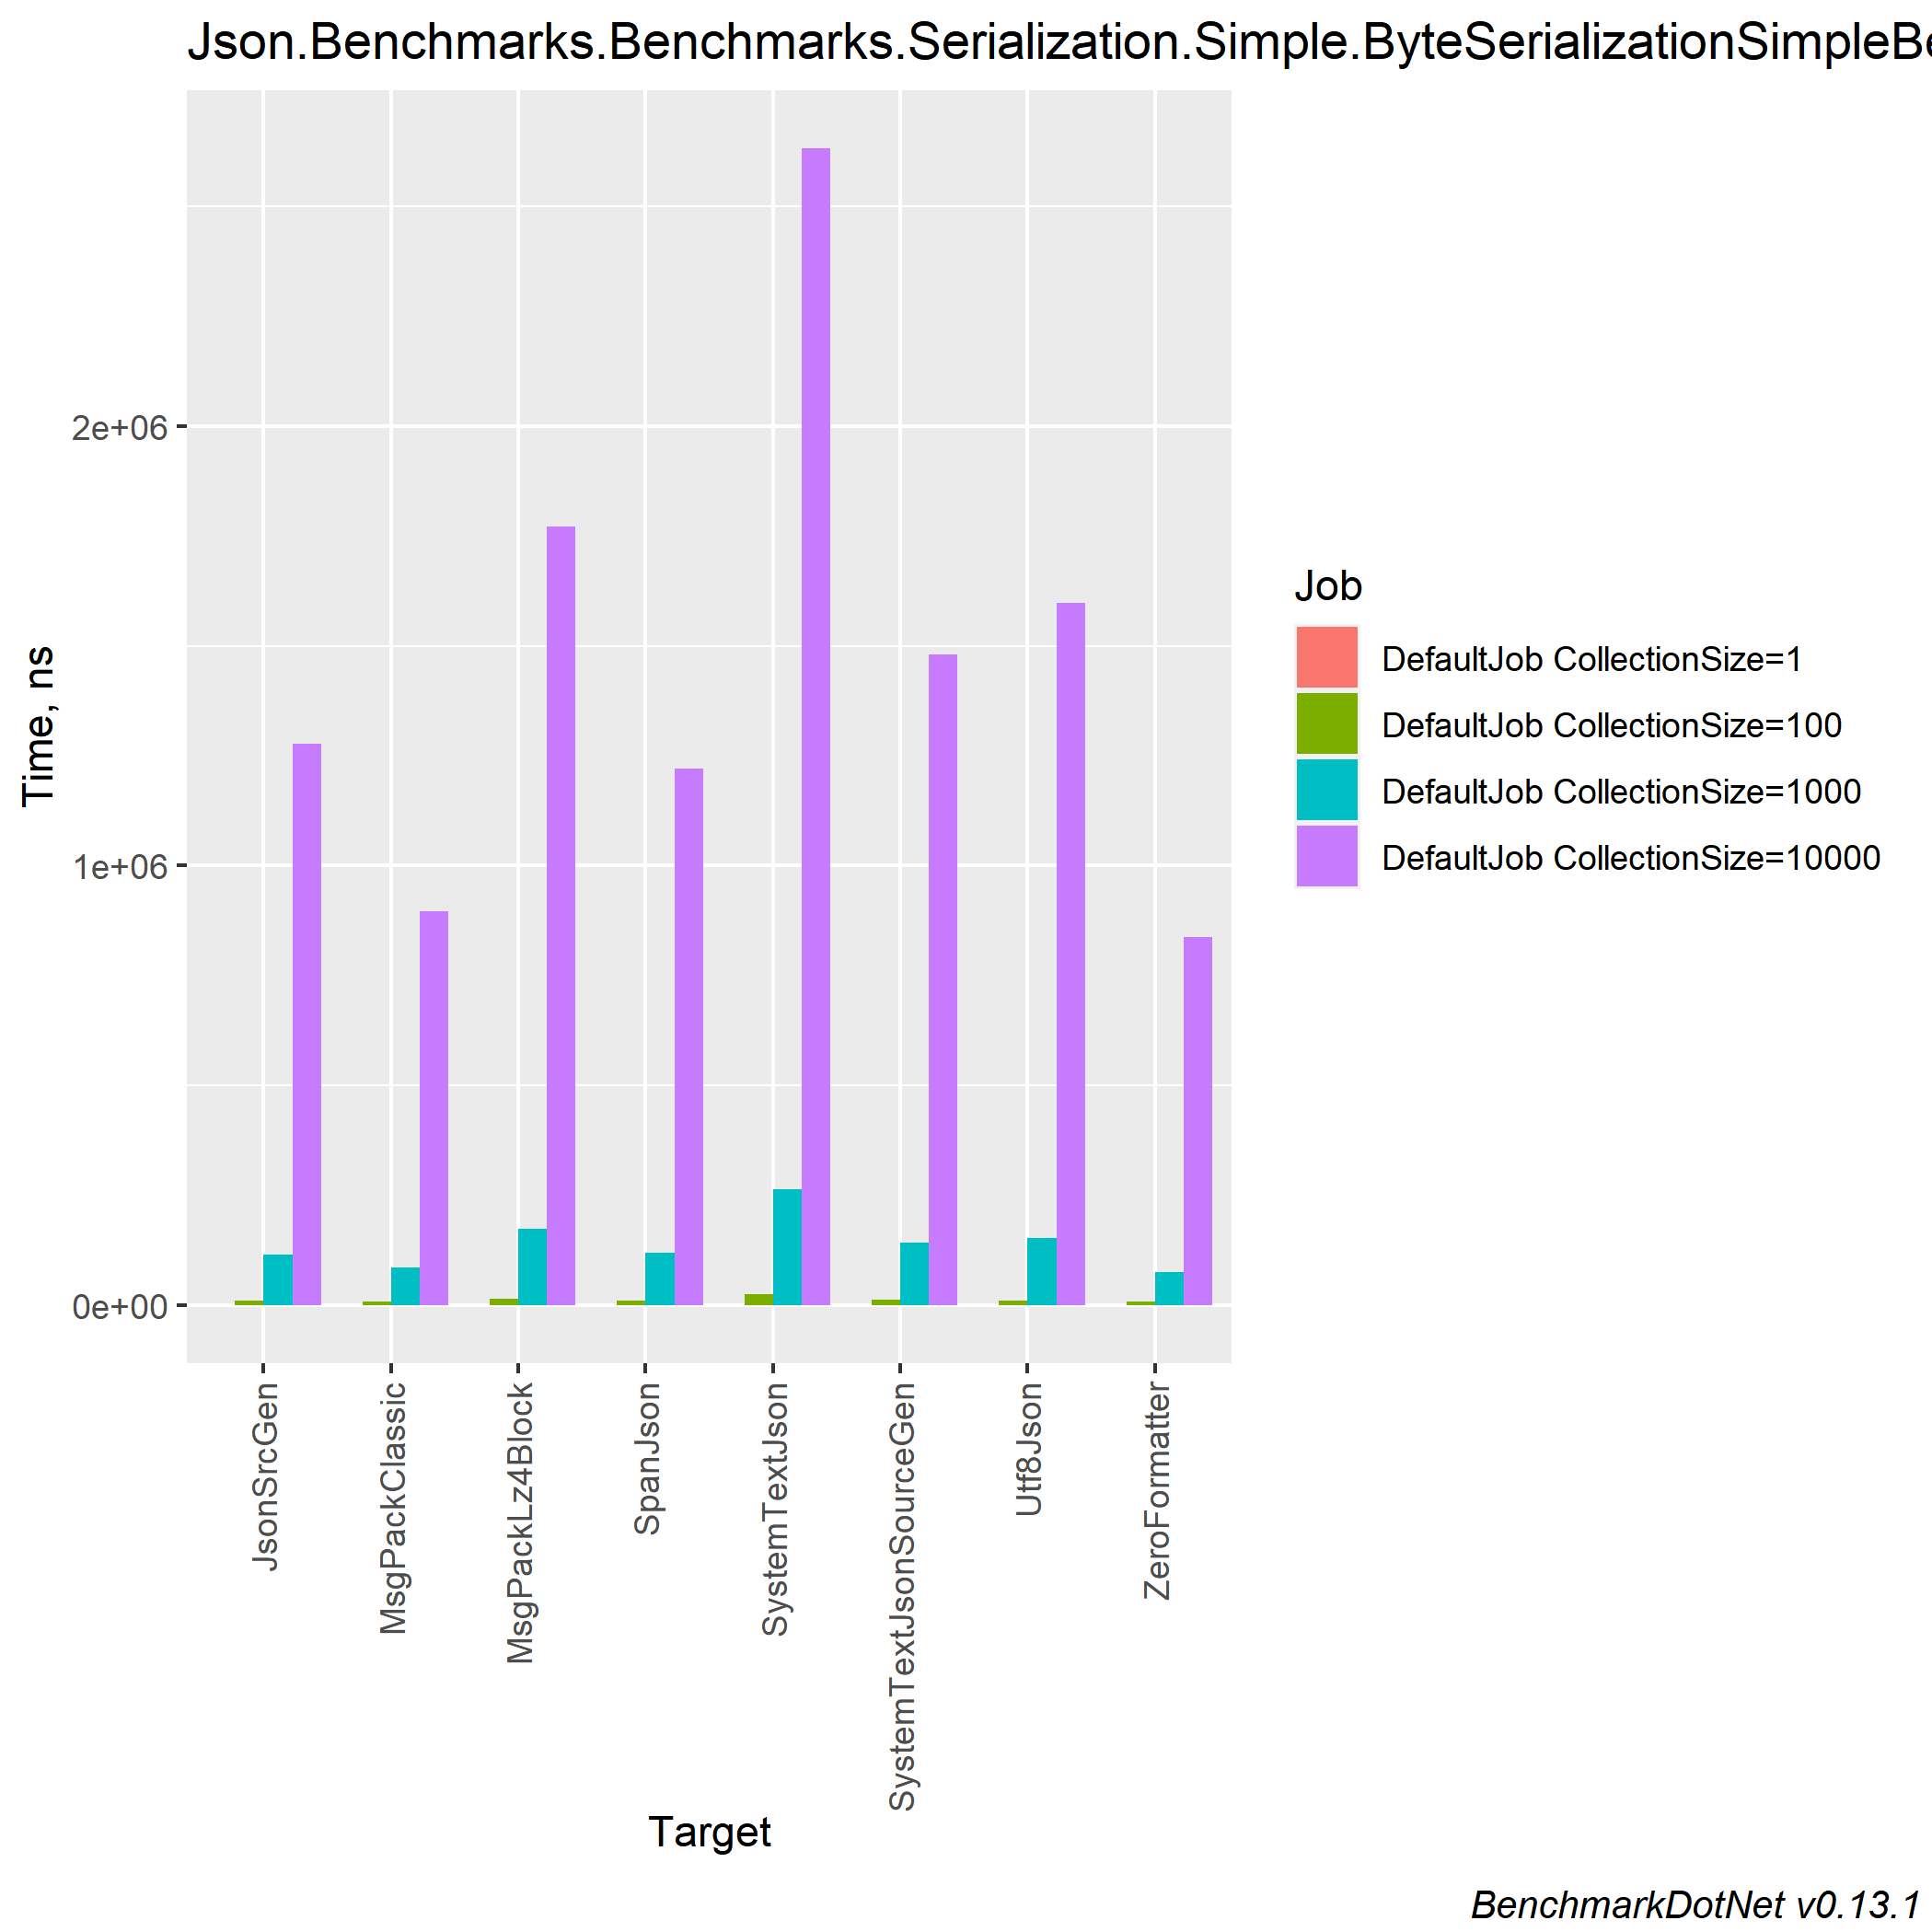 Json.Benchmarks.Benchmarks.Serialization.Simple.ByteSerializationSimpleBe
Time, ns
2e+06
1e+06
0e+00
JsonSrcGen
MsgPackClassic
MsgPackLz4Block
SpanJson
SystemTextJson
SystemTextJsonSourceGen
Utf8Json
ZeroFormatter
Target
Job
DefaultJob CollectionSize=1
DefaultJob CollectionSize=100
DefaultJob CollectionSize=1000
DefaultJob CollectionSize=10000
BenchmarkDotNet v0.13.1